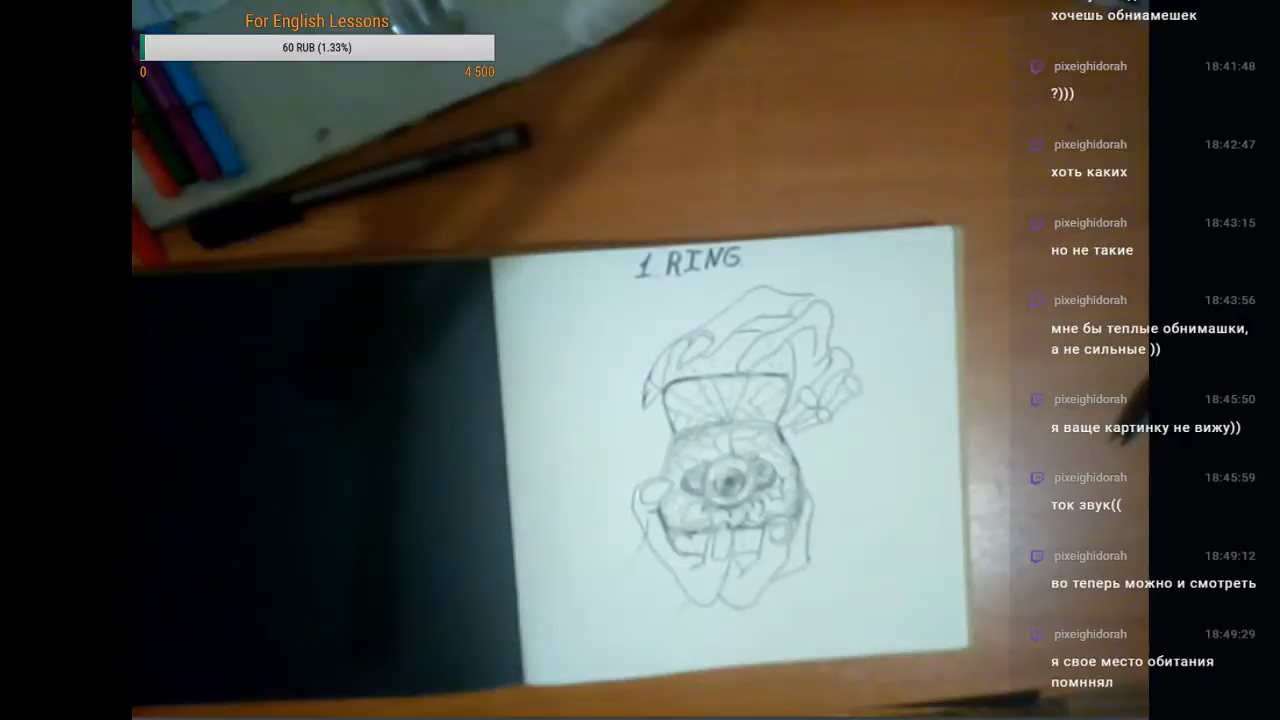 For English Lessons
60 RUB (1.33%)
0
4 500
1 RING
хочешь обниамешек
pixeighidorah
18:41:48
?)))
pixeighidorah
18:42:47
хоть каких
pixeighidorah
18:43:15
но не такие
pixeighidorah
18:43:56
мне бы теплые обнимашки,
а не сильные ))
pixeighidorah
18:45:50
я ваще картинку не вижу))
pixeighidorah
18:45:59
ток звук((
pixeighidorah
18:49:12
во теперь можно и смотреть
pixeighidorah
18:49:29
я свое место обитания
помннял